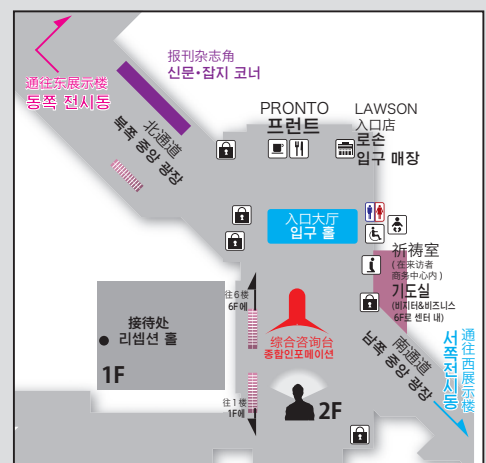 报刊杂志角
신문•잡지 코너
通往东展示楼
동쪽 전시동
北通道
북쪽 중앙 광장
PRONTO
프런트
LAWSON
入口店
로손
입구 매장
入口大厅
입구 홀
祈祷室
(在来访者
商务中心内)
기도실
(비지터&비즈니스
6F로 센터 내)
往6楼
6F에
接待处
리셉션 홀
1F
综合咨询台
종합인포메이션
南通道
남쪽 중앙 광장
通往西展示楼
서쪽전시동
往1楼
1F에
2F